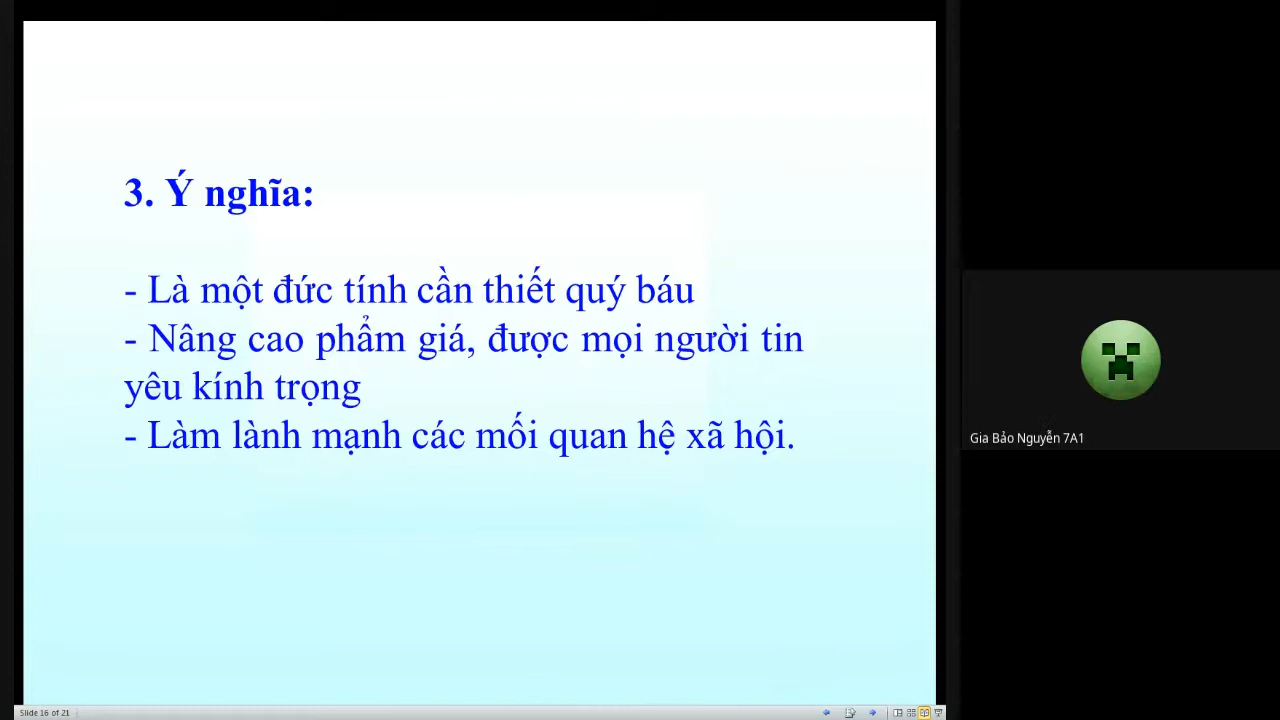 3. Ý nghĩa:
- Là một đức tính cần thiết quý báu
- Nâng cao phẩm giá, được mọi người tin
yêu kính trọng
- Làm lành mạnh các mối quan hệ xã hội.
Gia Bảo Nguyễn 7A1
Slide 16 of 21